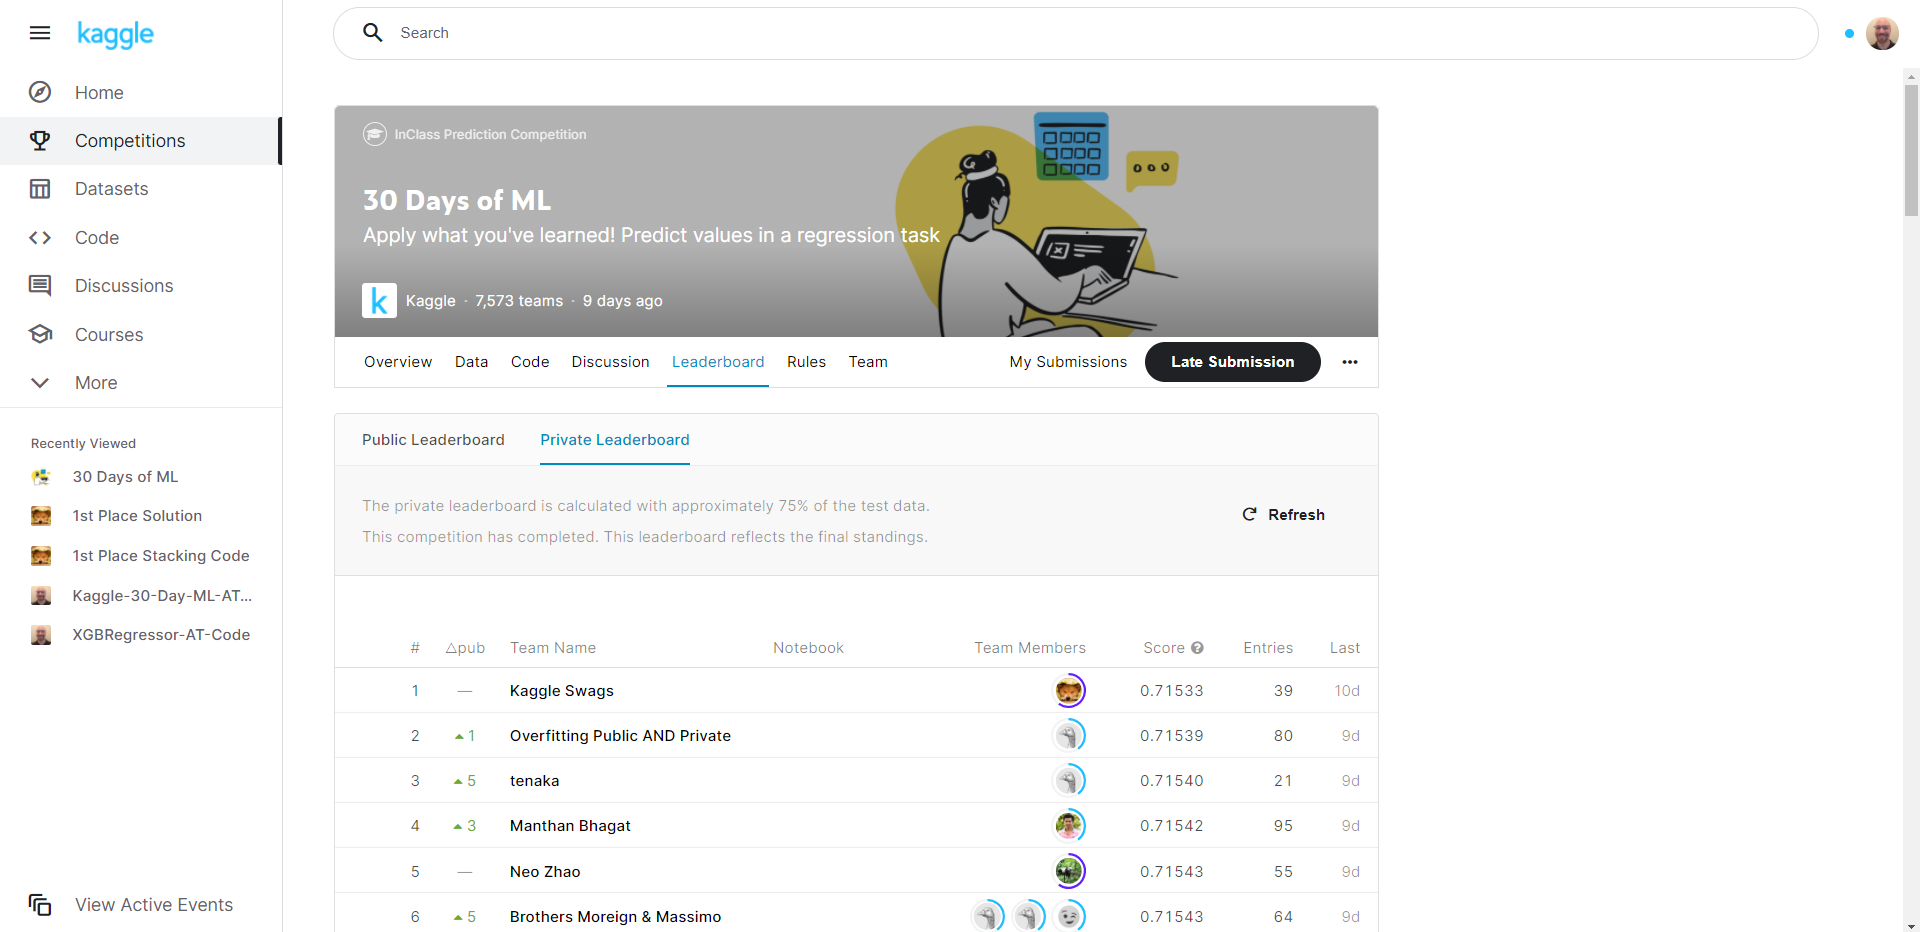 kaggle
Search
Home
Competitions
Datasets
Code
Discussions
Courses
More
Recently Viewed
30 Days of ML
1st Place Solution
1st Place Stacking Code
Kaggle-30-Day-ML-AT...
XGBRegressor-AT-Code
View Active Events
InClass Prediction Competition
30 Days of ML
Apply what you've learned! Predict values in a regression task
k Kaggle · 7,573 teams · 9 days ago
Overview Data Code Discussion Leaderboard Rules Team My Submissions Late Submission
Public Leaderboard Private Leaderboard
The private leaderboard is calculated with approximately 75% of the test data.
This competition has completed. This leaderboard reflects the final standings.
Refresh
# △pub Team Name Notebook Team Members Score Entries Last
1 — Kaggle Swags 0.71533 39 10d
2 ▲1 Overfitting Public AND Private 0.71539 80 9d
3 ▲5 tenaka 0.71540 21 9d
4 ▲3 Manthan Bhagat 0.71542 95 9d
5 — Neo Zhao 0.71543 55 9d
6 ▲5 Brothers Moreign & Massimo 0.71543 64 9d